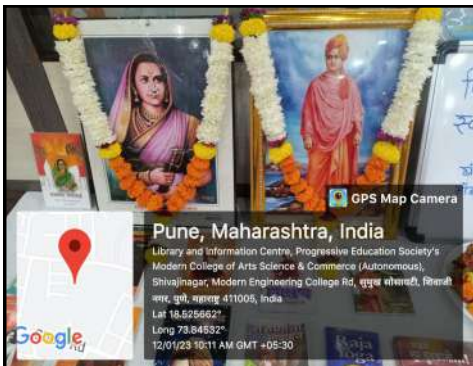 GPS Map Camera
Pune, Maharashtra, India
Library and Information Centre, Progressive Education Society's
Modern College of Arts Science & Commerce (Autonomous),
Shivajinagar, Modern Engineering College Rd, सुमुख सोसायटी, शिवाजी
नगर, पुणे, महाराष्ट्र 411005, India
Lat 18.525662°
Long 73.84532°
12/01/23 10:11 AM GMT +05:30
Google
Raja
Yoga